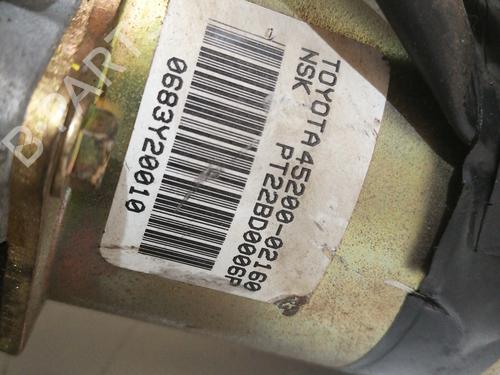 TOYOTA 45200-02160
NSK PT22BD0006P
0683Y20010
B PART